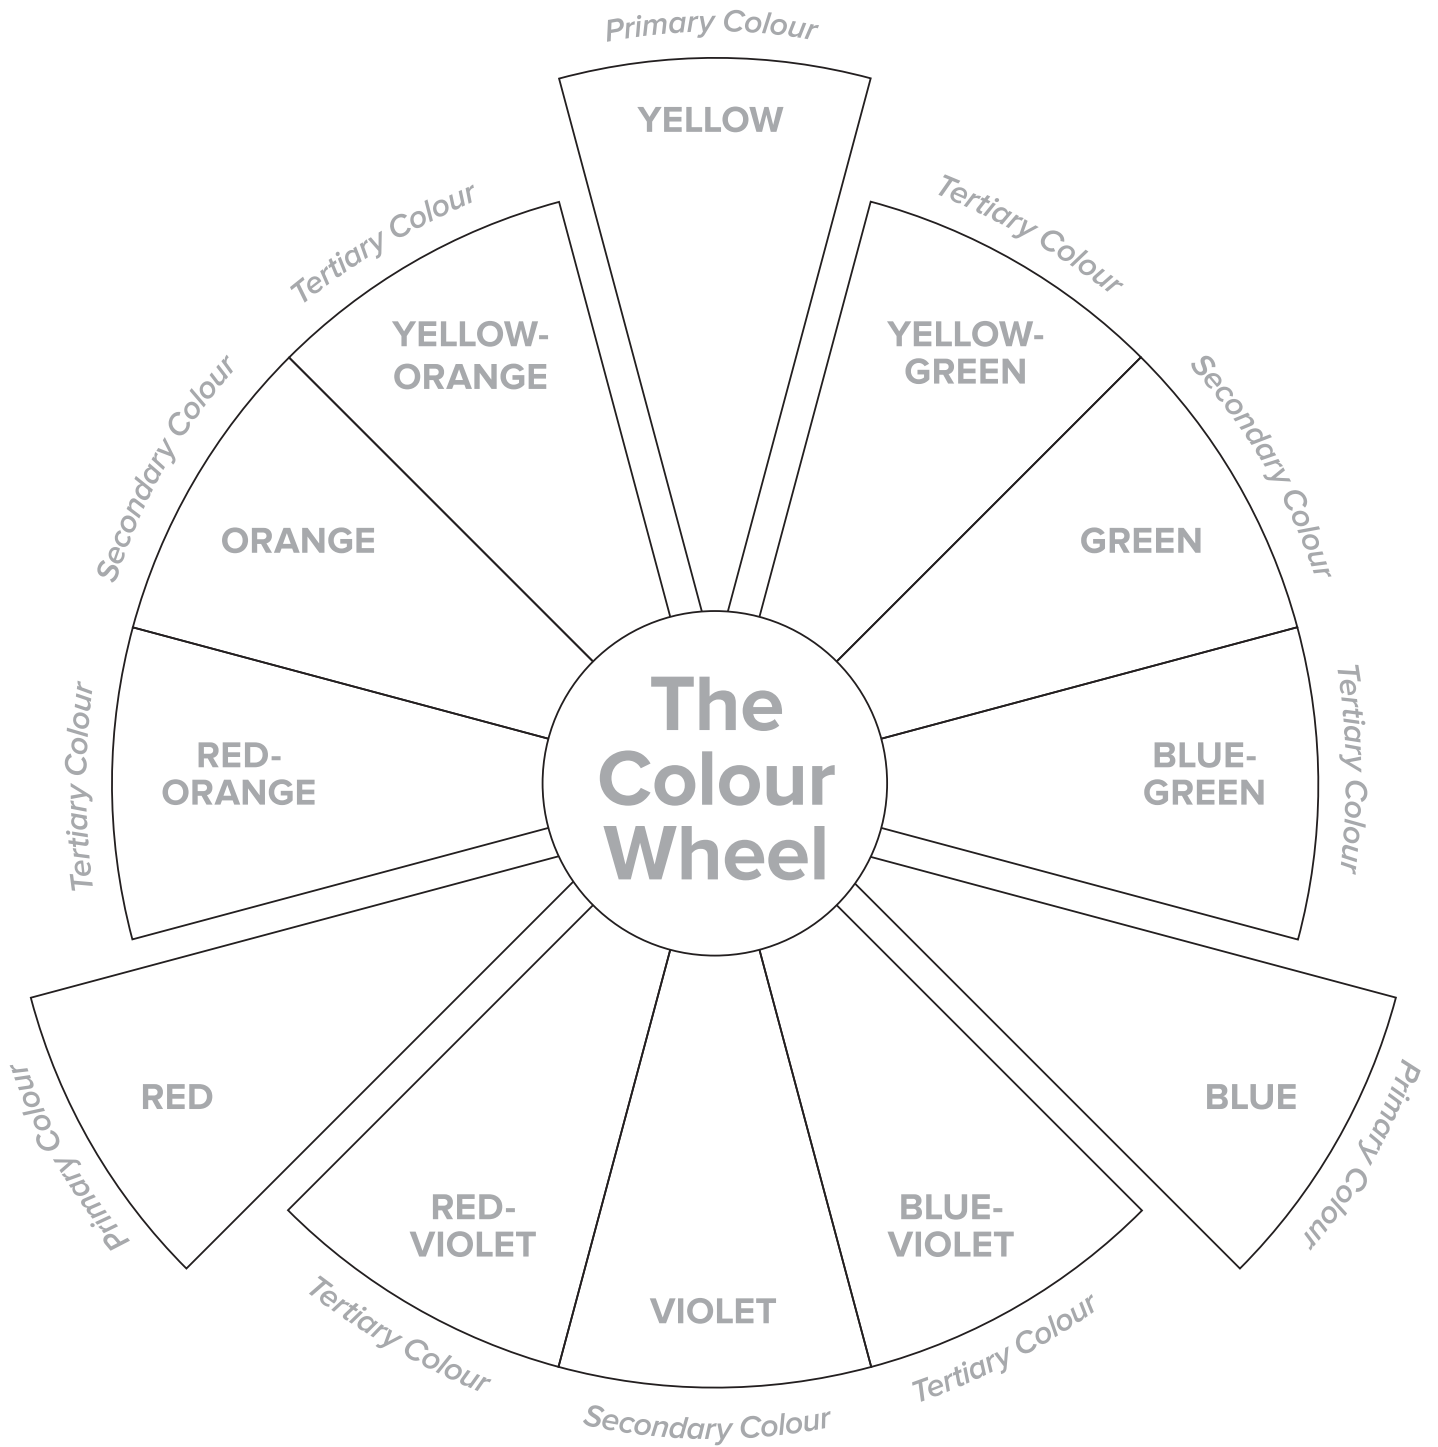 Primary Colour
YELLOW
Tertiary Colour
YELLOW-
GREEN
Secondary Colour
GREEN
Tertiary Colour
BLUE-
GREEN
Primary Colour
BLUE
Tertiary Colour
BLUE-
VIOLET
Secondary Colour
VIOLET
Tertiary Colour
RED-
VIOLET
Primary Colour
RED
Tertiary Colour
RED-
ORANGE
Secondary Colour
ORANGE
Tertiary Colour
YELLOW-
ORANGE
The
Colour
Wheel